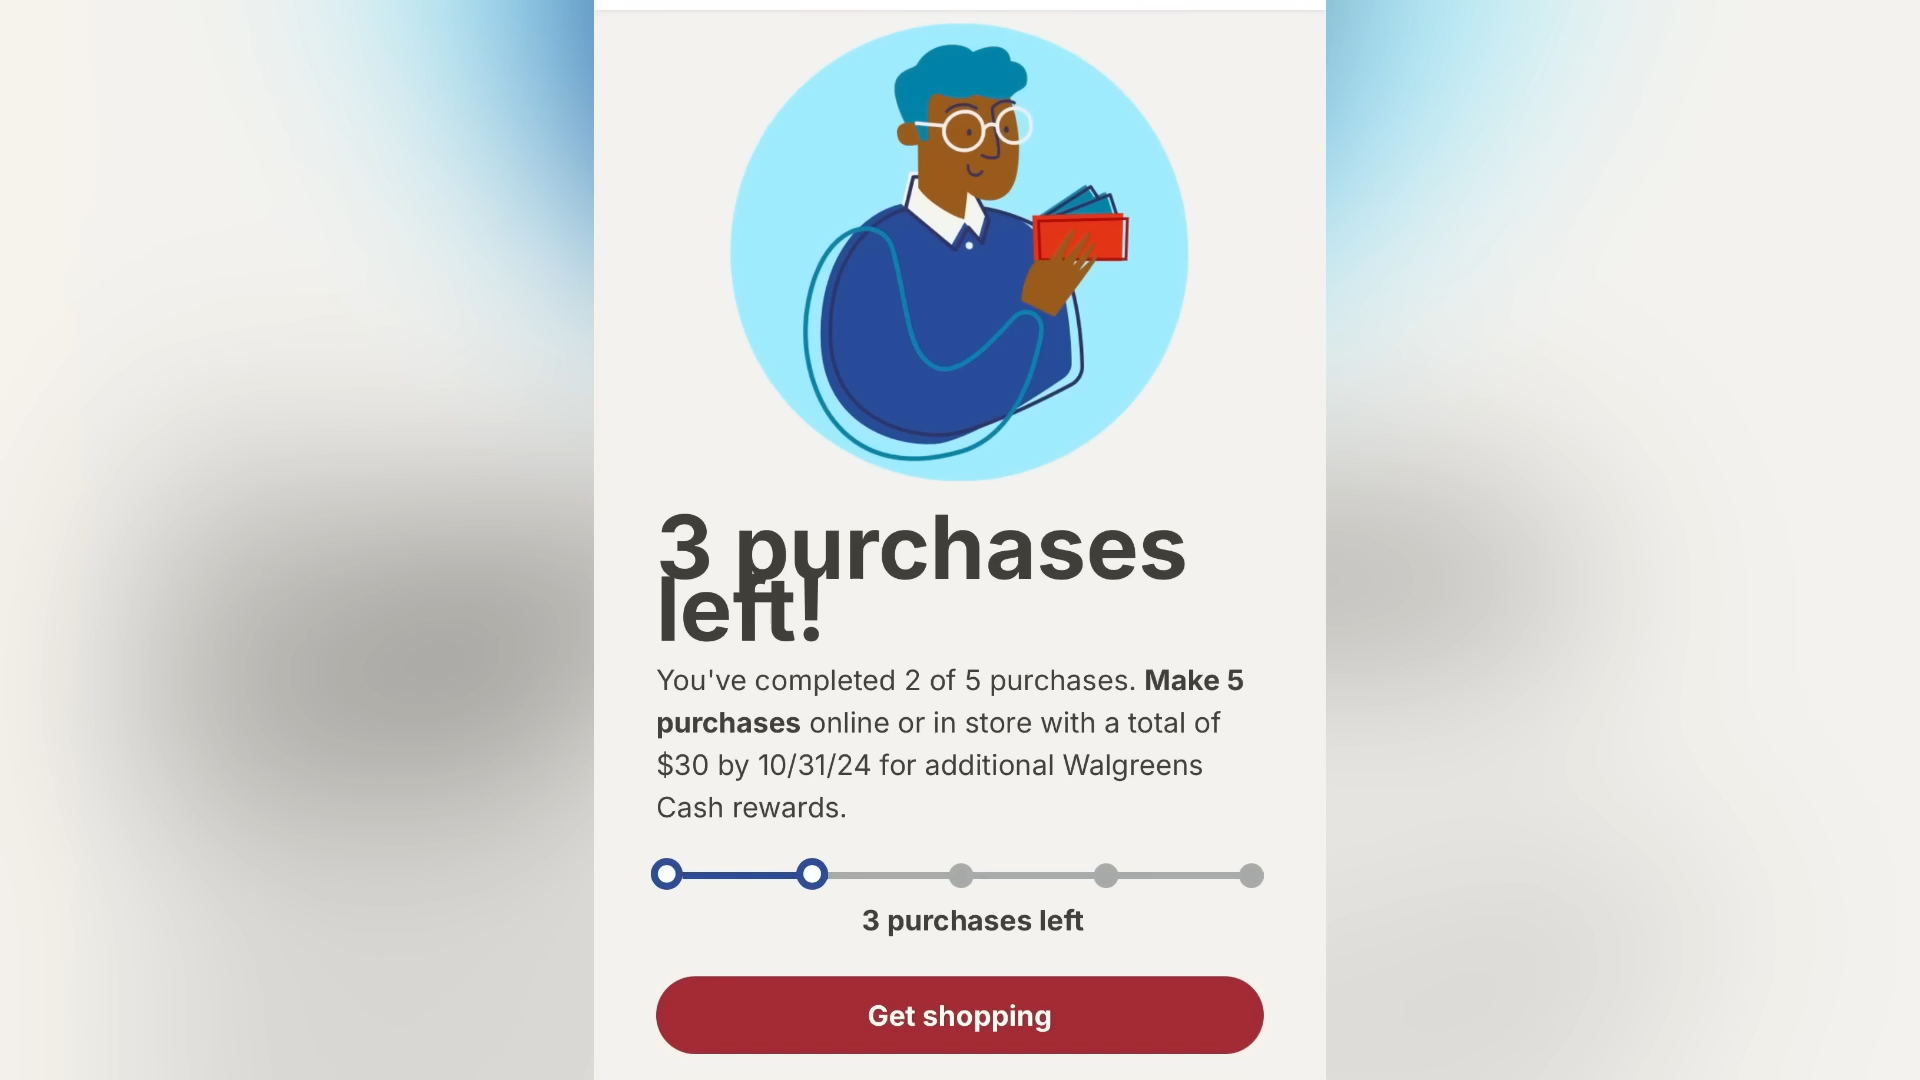 3 purchases
left!
You've completed 2 of 5 purchases. Make 5
purchases online or in store with a total of
$30 by 10/31/24 for additional Walgreens
Cash rewards.
3 purchases left
Get shopping